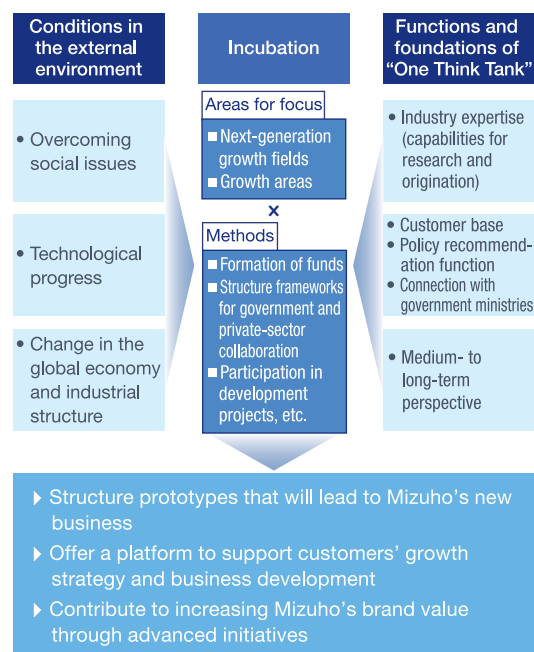 Conditions in
the external
environment
• Overcoming
social issues
• Technological
progress
• Change in the
global economy
and industrial
structure
Incubation
Areas for focus
■ Next-generation
growth fields
■ Growth areas
×
Methods
■ Formation of funds
■ Structure frameworks
for government and
private-sector
collaboration
■ Participation in
development
projects, etc.
Functions and
foundations of
“One Think Tank”
• Industry expertise
(capabilities for
research and
origination)
• Customer base
• Policy recommend-
ation function
• Connection with
government ministries
• Medium- to
long-term
perspective
Structure prototypes that will lead to Mizuho’s new
business
Offer a platform to support customers’ growth
strategy and business development
Contribute to increasing Mizuho’s brand value
through advanced initiatives